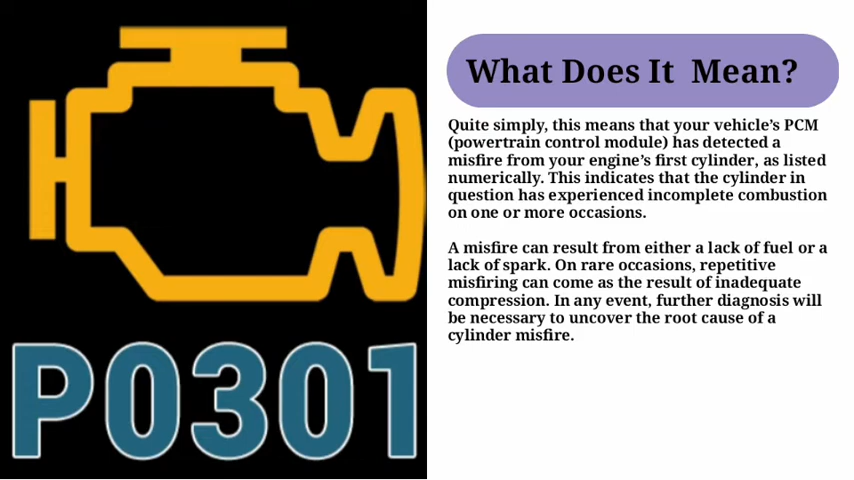 P0301
What Does It  Mean?
Quite simply, this means that your vehicle’s PCM
(powertrain control module) has detected a
misfire from your engine’s first cylinder, as listed
numerically. This indicates that the cylinder in
question has experienced incomplete combustion
on one or more occasions.
A misfire can result from either a lack of fuel or a
lack of spark. On rare occasions, repetitive
misfiring can come as the result of inadequate
compression. In any event, further diagnosis will
be necessary to uncover the root cause of a
cylinder misfire.